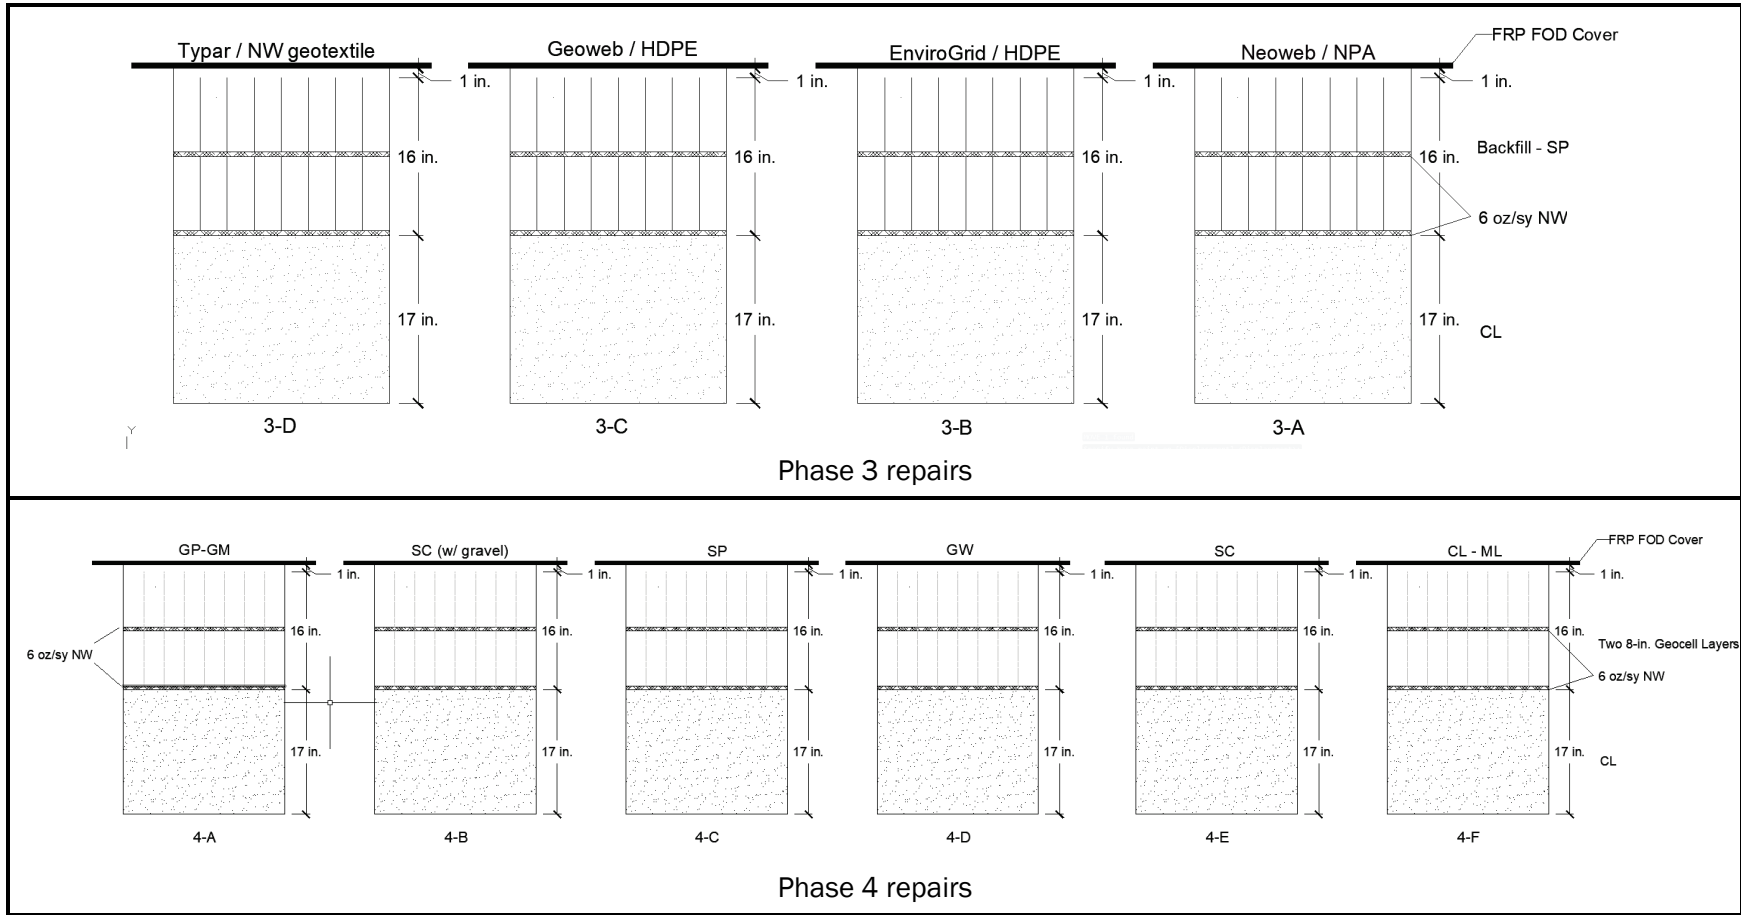 FRP FOD Cover
Typar / NW geotextile
Geoweb / HDPE
EnviroGrid / HDPE
Neoweb / NPA
1 in.
1 in.
1 in.
1 in.
16 in.
16 in.
16 in.
16 in.
Backfill - SP
6 oz/sy NW
17 in.
17 in.
17 in.
17 in.
CL
3-D
3-C
3-B
3-A
Y
Phase 3 repairs
FRP FOD Cover
GP-GM
SC (w/ gravel)
SP
GW
SC
CL - ML
1 in.
1 in.
1 in.
1 in.
1 in.
1 in.
16 in.
16 in.
16 in.
16 in.
16 in.
16 in.
Two 8-in. Geocell Layers
6 oz/sy NW
6 oz/sy NW
17 in.
17 in.
17 in.
17 in.
17 in.
17 in.
CL
4-A
4-B
4-C
4-D
4-E
4-F
Phase 4 repairs